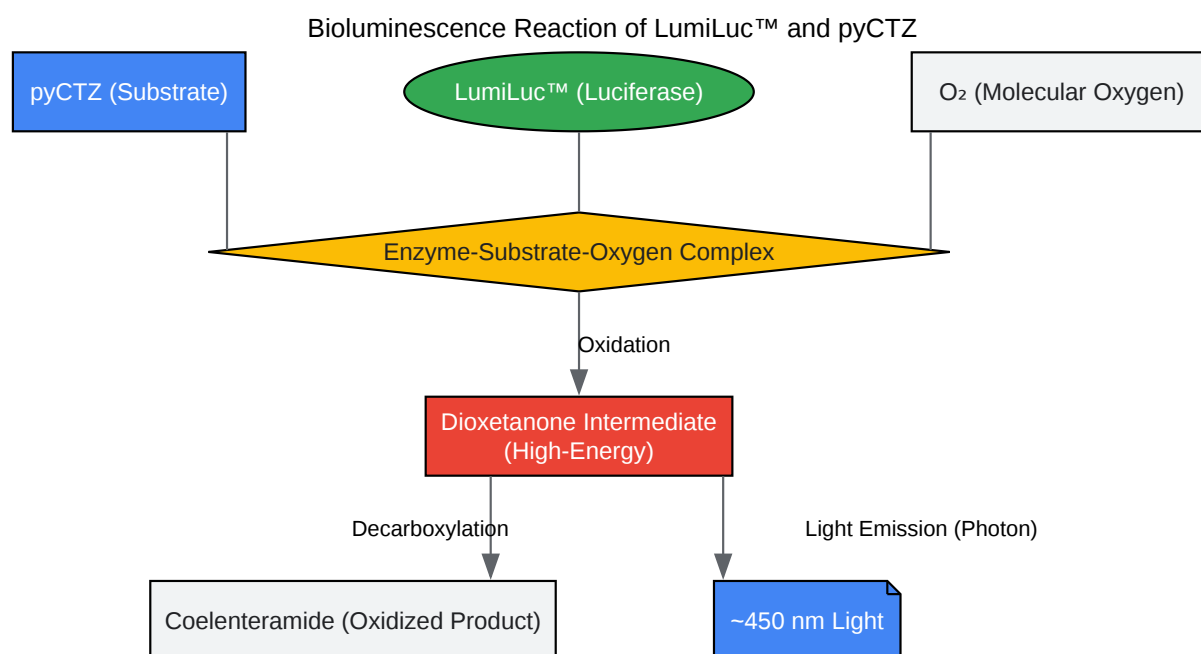 Bioluminescence Reaction of LumiLuc™ and pyCTZ
pyCTZ (Substrate)
LumiLuc™ (Luciferase)
O₂ (Molecular Oxygen)
Enzyme-Substrate-Oxygen Complex
Oxidation
Dioxetanone Intermediate
(High-Energy)
Decarboxylation
Light Emission (Photon)
Coelenteramide (Oxidized Product)
~450 nm Light